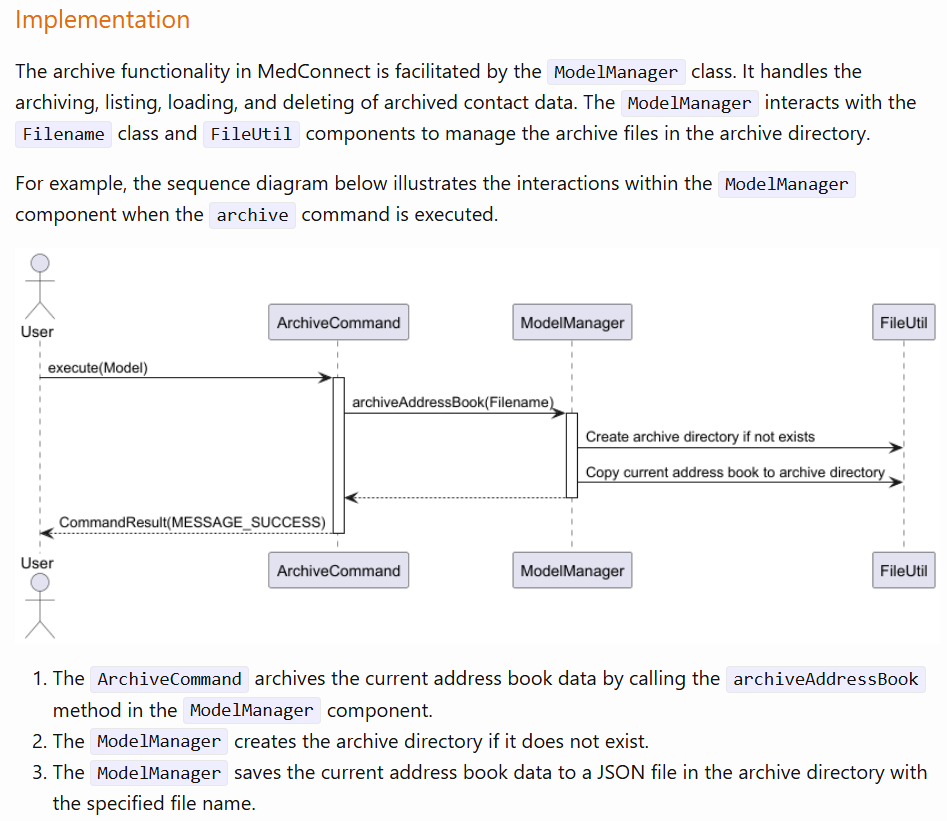 Implementation
The archive functionality in MedConnect is facilitated by the ModelManager class. It handles the
archiving, listing, loading, and deleting of archived contact data. The ModelManager interacts with the
Filename class and FileUtil components to manage the archive files in the archive directory.
For example, the sequence diagram below illustrates the interactions within the ModelManager
component when the archive command is executed.
User
ArchiveCommand
ModelManager
FileUtil
execute(Model)
archiveAddressBook(Filename)
Create archive directory if not exists
Copy current address book to archive directory
CommandResult(MESSAGE_SUCCESS)
User
ArchiveCommand
ModelManager
FileUtil
1. The ArchiveCommand archives the current address book data by calling the archiveAddressBook
method in the ModelManager component.
2. The ModelManager creates the archive directory if it does not exist.
3. The ModelManager saves the current address book data to a JSON file in the archive directory with
the specified file name.